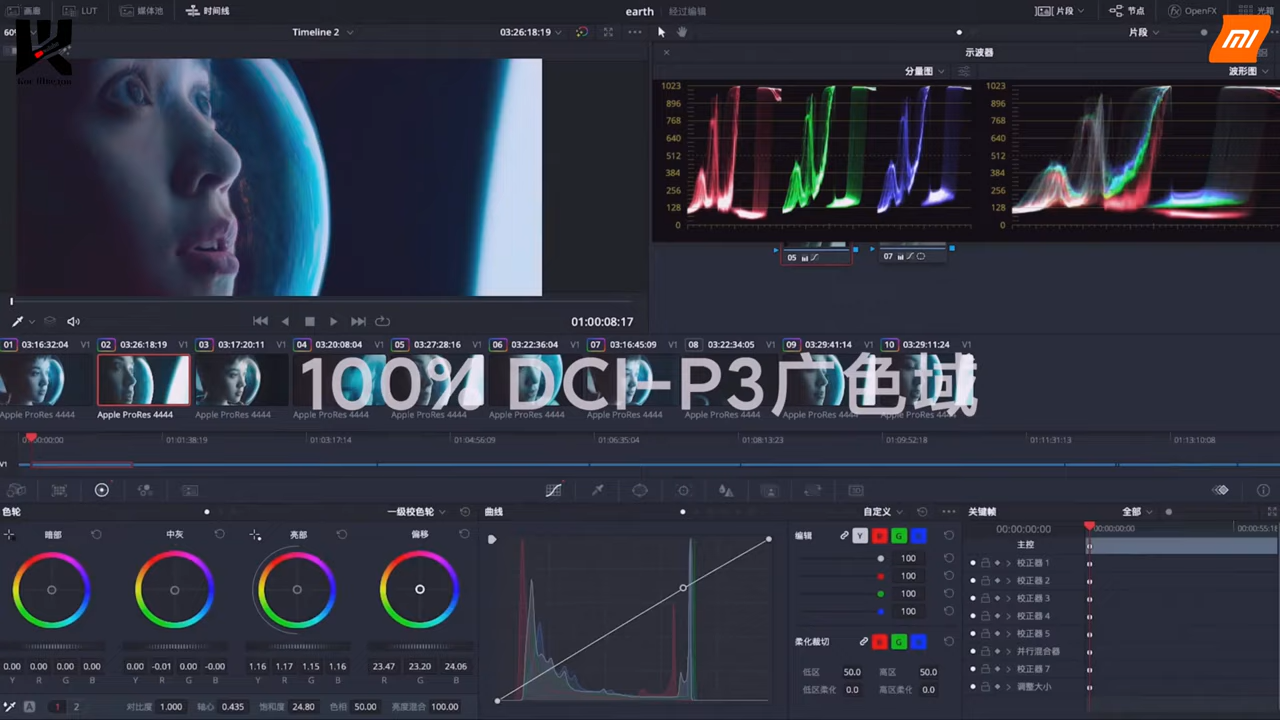 画廊 LUT 媒体池 时间线 earth 经过编辑 片段 节点 OpenFX 光箱
60% Timeline 2 03:26:18:19 片段
示波器
分量图 波形图
1023 1023
896 896
768 768
640 640
512 512
384 384
256 256
128 128
0 0
05 07
01:00:08:17
01 03:16:32:04 V1 02 03:26:18:19 V1 03 03:17:20:11 V1 04 03:20:08:04 V1 05 03:27:28:16 V1 06 03:22:36:04 V1 07 03:16:45:09 V1 08 03:22:34:05 V1 09 03:29:41:14 V1 10 03:29:11:24 V1
100% DCI-P3广色域
Apple ProRes 4444 Apple ProRes 4444 Apple ProRes 4444 Apple ProRes 4444 Apple ProRes 4444 Apple ProRes 4444 Apple ProRes 4444 Apple ProRes 4444 Apple ProRes 4444 Apple ProRes 4444
01:01:38:19 01:03:17:14 01:04:56:09 01:06:35:04 01:08:13:23 01:09:52:18 01:11:31:13 01:13:10:08
V1
色轮 一级校色轮 曲线 自定义 关键帧 全部
暗部 中灰 亮部 偏移 编辑 Y R G B 00:00:00:00 00:00:00:00
主控
100 校正器 1
100 校正器 2
100 校正器 3
100 校正器 4
柔化裁切 校正器 5
并行混合器
0.00 0.00 0.00 0.00 0.00 -0.01 0.00 -0.00 1.16 1.17 1.15 1.16 23.47 23.20 24.06 低区 50.0 高区 50.0 校正器 7
Y R G B Y R G B Y R G B R G B 低区柔化 0.0 高区柔化 0.0 调整大小
A 1 2 对比度 1.000 轴心 0.435 饱和度 24.80 色相 50.00 亮度混合 100.00